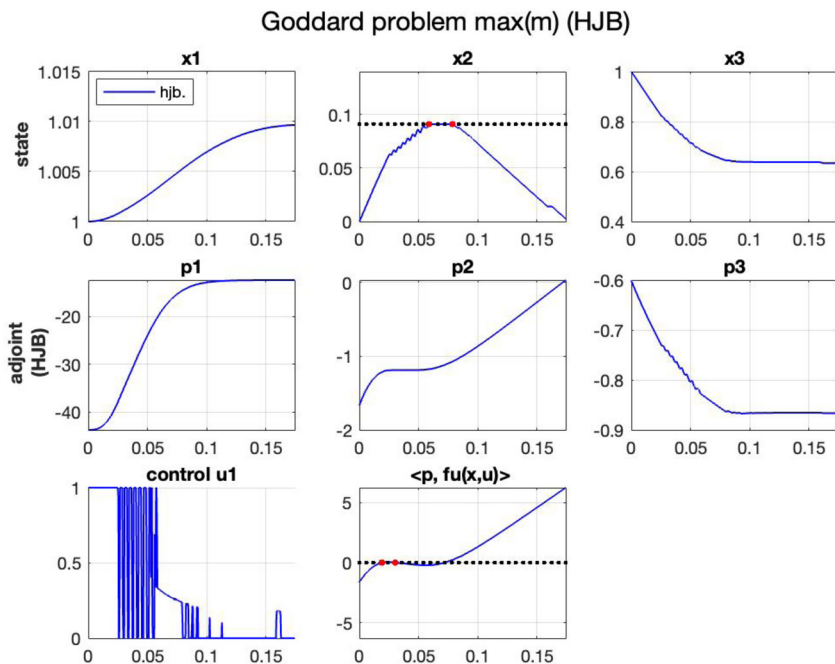 Goddard problem max(m) (HJB)
x1
x2
x3
state
1.015
1.01
1.005
1
hjb.
0 0.05 0.1 0.15
0.1
0.05
0
0 0.05 0.1 0.15
1
0.8
0.6
0.4
0 0.05 0.1 0.15
p1
p2
p3
adjoint
(HJB)
-20
-30
-40
0 0.05 0.1 0.15
0
-1
-2
0 0.05 0.1 0.15
-0.6
-0.7
-0.8
-0.9
0 0.05 0.1 0.15
control u1
<p, fu(x,u)>
1
0.5
0
0 0.05 0.1 0.15
5
0
-5
0 0.05 0.1 0.15